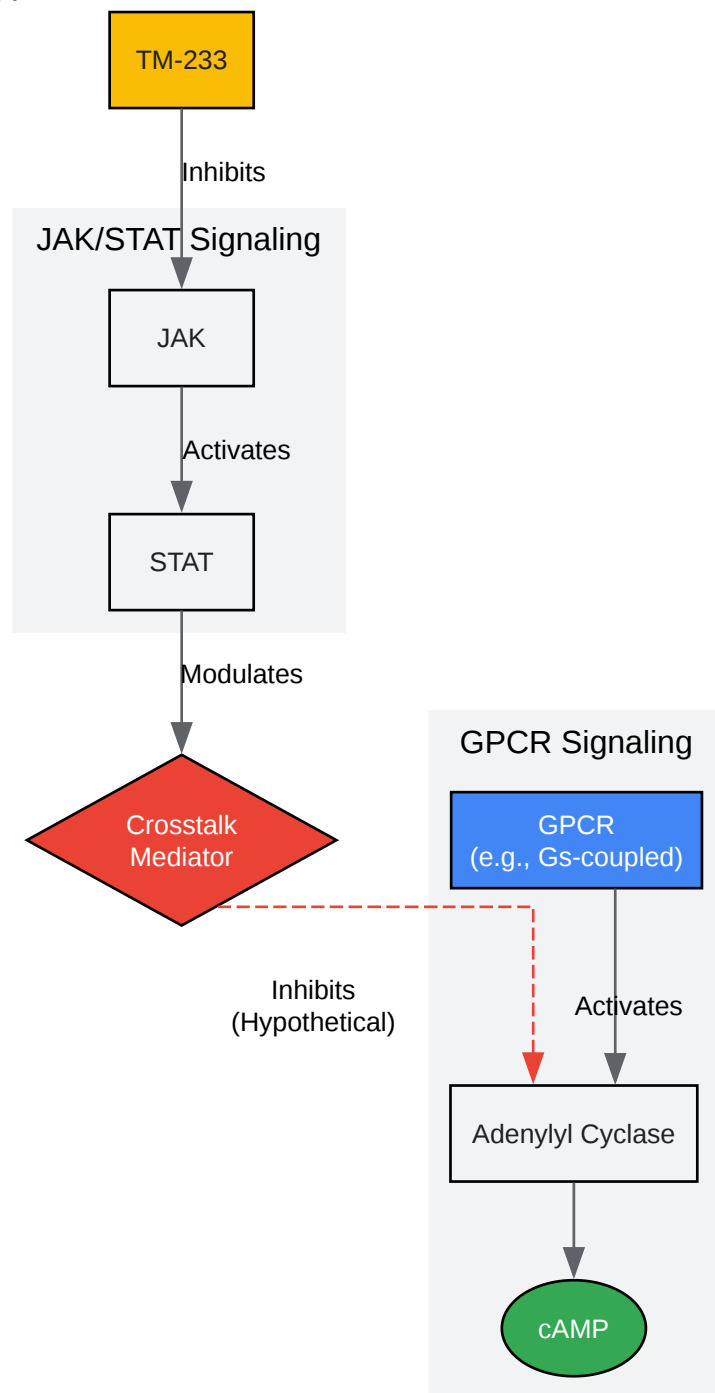 TM-233
Inhibits
JAK/STAT Signaling
JAK
Activates
STAT
Modulates
GPCR Signaling
Crosstalk
Mediator
GPCR
(e.g., Gs-coupled)
Inhibits
(Hypothetical)
Activates
Adenylyl Cyclase
cAMP